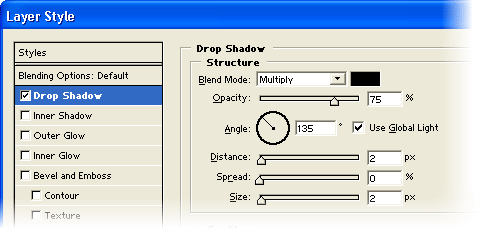 Layer Style
Styles
Blending Options: Default
Drop Shadow
Inner Shadow
Outer Glow
Inner Glow
Bevel and Emboss
Contour
Texture
Drop Shadow
Structure
Blend Mode: Multiply
Opacity: 75 %
Angle: 135 ° Use Global Light
Distance: 2 px
Spread: 0 %
Size: 2 px